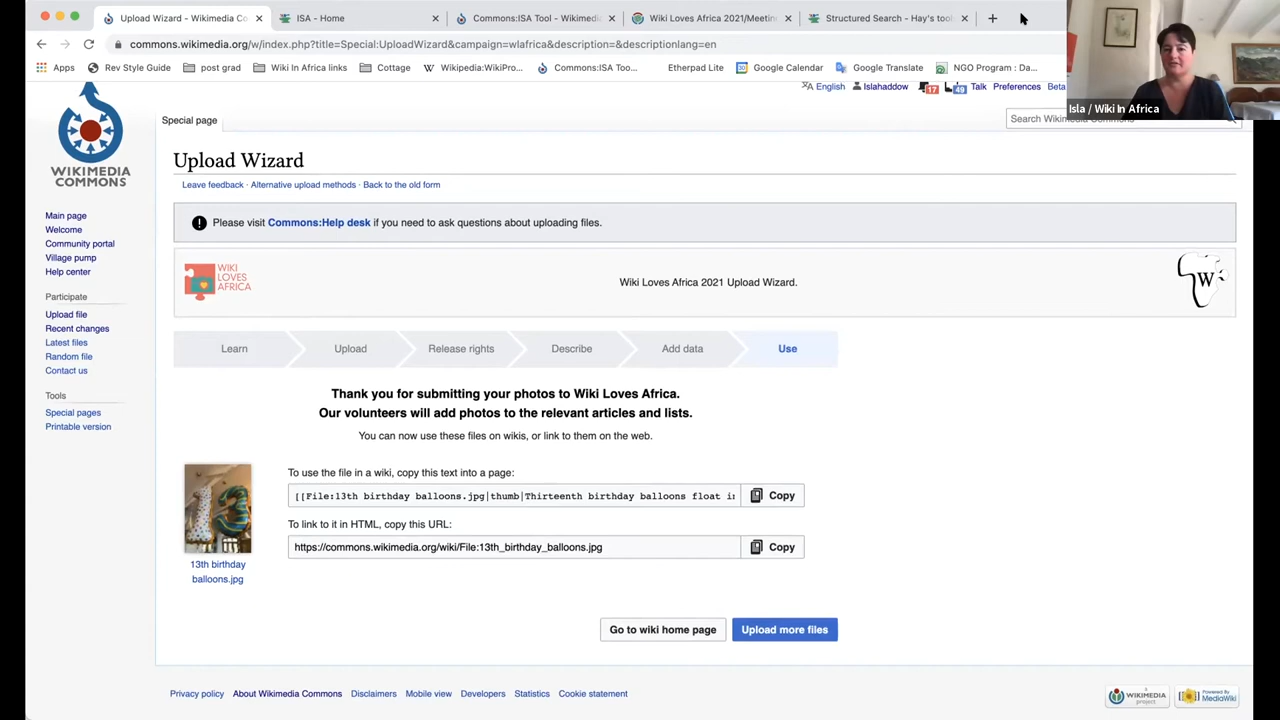 Upload Wizard - Wikimedia Co
ISA - Home
Commons:ISA Tool - Wikimedia
Wiki Loves Africa 2021/Meetin
Structured Search - Hay's tool
commons.wikimedia.org/w/index.php?title=Special:UploadWizard&campaign=wlafrica&description=&descriptionlang=en
Apps
Rev Style Guide
post grad
Wiki In Africa links
Cottage
Wikipedia:WikiPro...
Commons:ISA Too...
Etherpad Lite
Google Calendar
Google Translate
NGO Program : Da...
English
Islahaddow
17
49
Talk
Preferences
Beta
Isla / Wiki In Africa
WIKIMEDIA
COMMONS
Special page
Search Wikimedia Commons
Upload Wizard
Leave feedback · Alternative upload methods · Back to the old form
Please visit Commons:Help desk if you need to ask questions about uploading files.
WIKI
LOVES
AFRICA
Wiki Loves Africa 2021 Upload Wizard.
W
Main page
Welcome
Community portal
Village pump
Help center
Participate
Upload file
Recent changes
Latest files
Random file
Contact us
Tools
Special pages
Printable version
Learn
Upload
Release rights
Describe
Add data
Use
Thank you for submitting your photos to Wiki Loves Africa.
Our volunteers will add photos to the relevant articles and lists.
You can now use these files on wikis, or link to them on the web.
To use the file in a wiki, copy this text into a page:
[[File:13th birthday balloons.jpg|thumb|Thirteenth birthday balloons float in
Copy
To link to it in HTML, copy this URL:
https://commons.wikimedia.org/wiki/File:13th_birthday_balloons.jpg
Copy
13th birthday
balloons.jpg
Go to wiki home page
Upload more files
Privacy policy
About Wikimedia Commons
Disclaimers
Mobile view
Developers
Statistics
Cookie statement
A
WIKIMEDIA
project
Powered By
MediaWiki